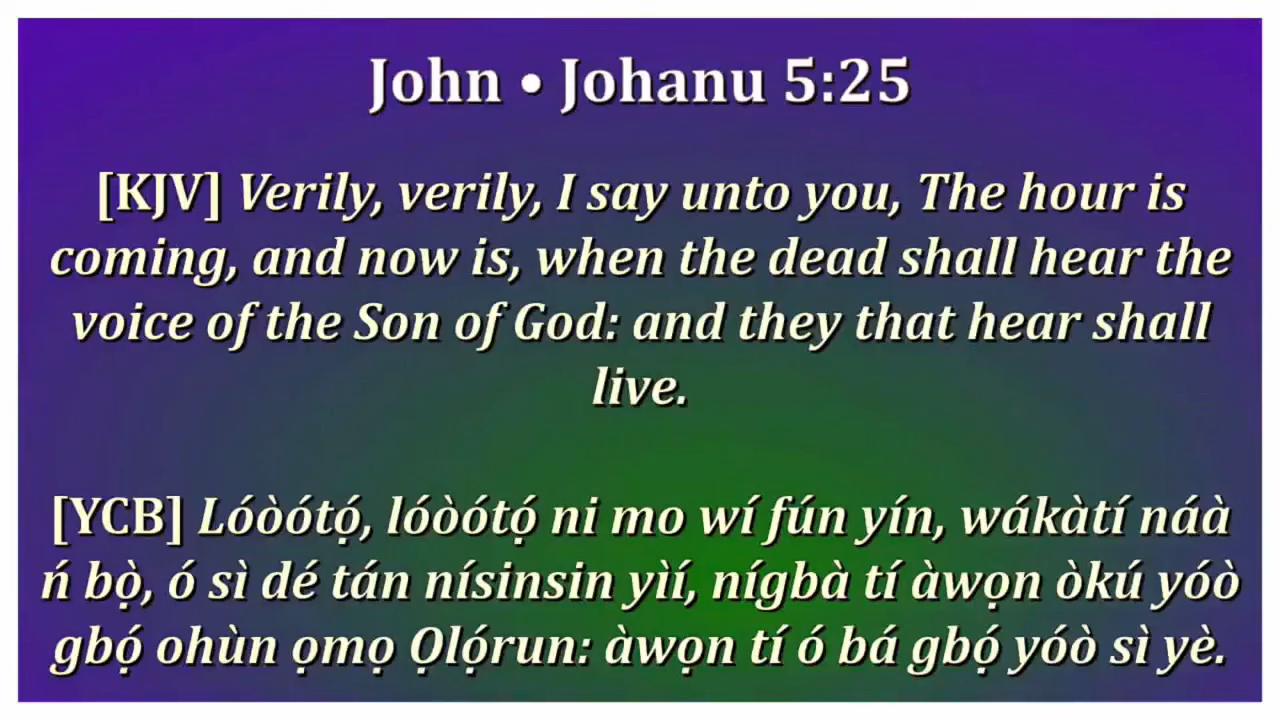 John • Johanu 5:25
[KJV] Verily, verily, I say unto you, The hour is
coming, and now is, when the dead shall hear the
voice of the Son of God: and they that hear shall
live.
[YCB] Lóòótọ́, lóòótọ́ ni mo wí fún yín, wákàtí náà
ń bọ̀, ó sì dé tán nísinsin yìí, nígbà tí àwọn òkú yóò
gbọ́ ohùn ọmọ Ọlọ́run: àwọn tí ó bá gbọ́ yóò sì yè.